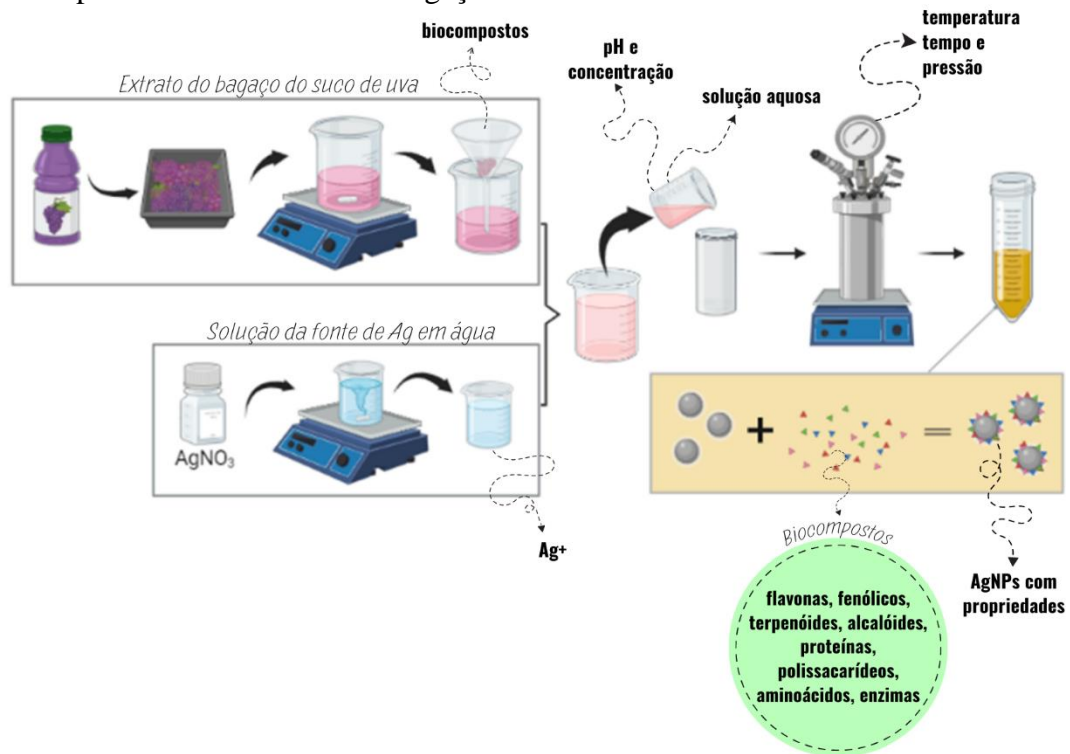 biocompostos
Extrato do bagaço do suco de uva
pH e
concentração
solução aquosa
temperatura
tempo e
pressão
Solução da fonte de Ag em água
AgNO3
Ag+
Biocompostos
flavonas, fenólicos,
terpenóides, alcalóides,
proteínas,
polissacarídeos,
aminoácidos, enzimas
AgNPs com
propriedades